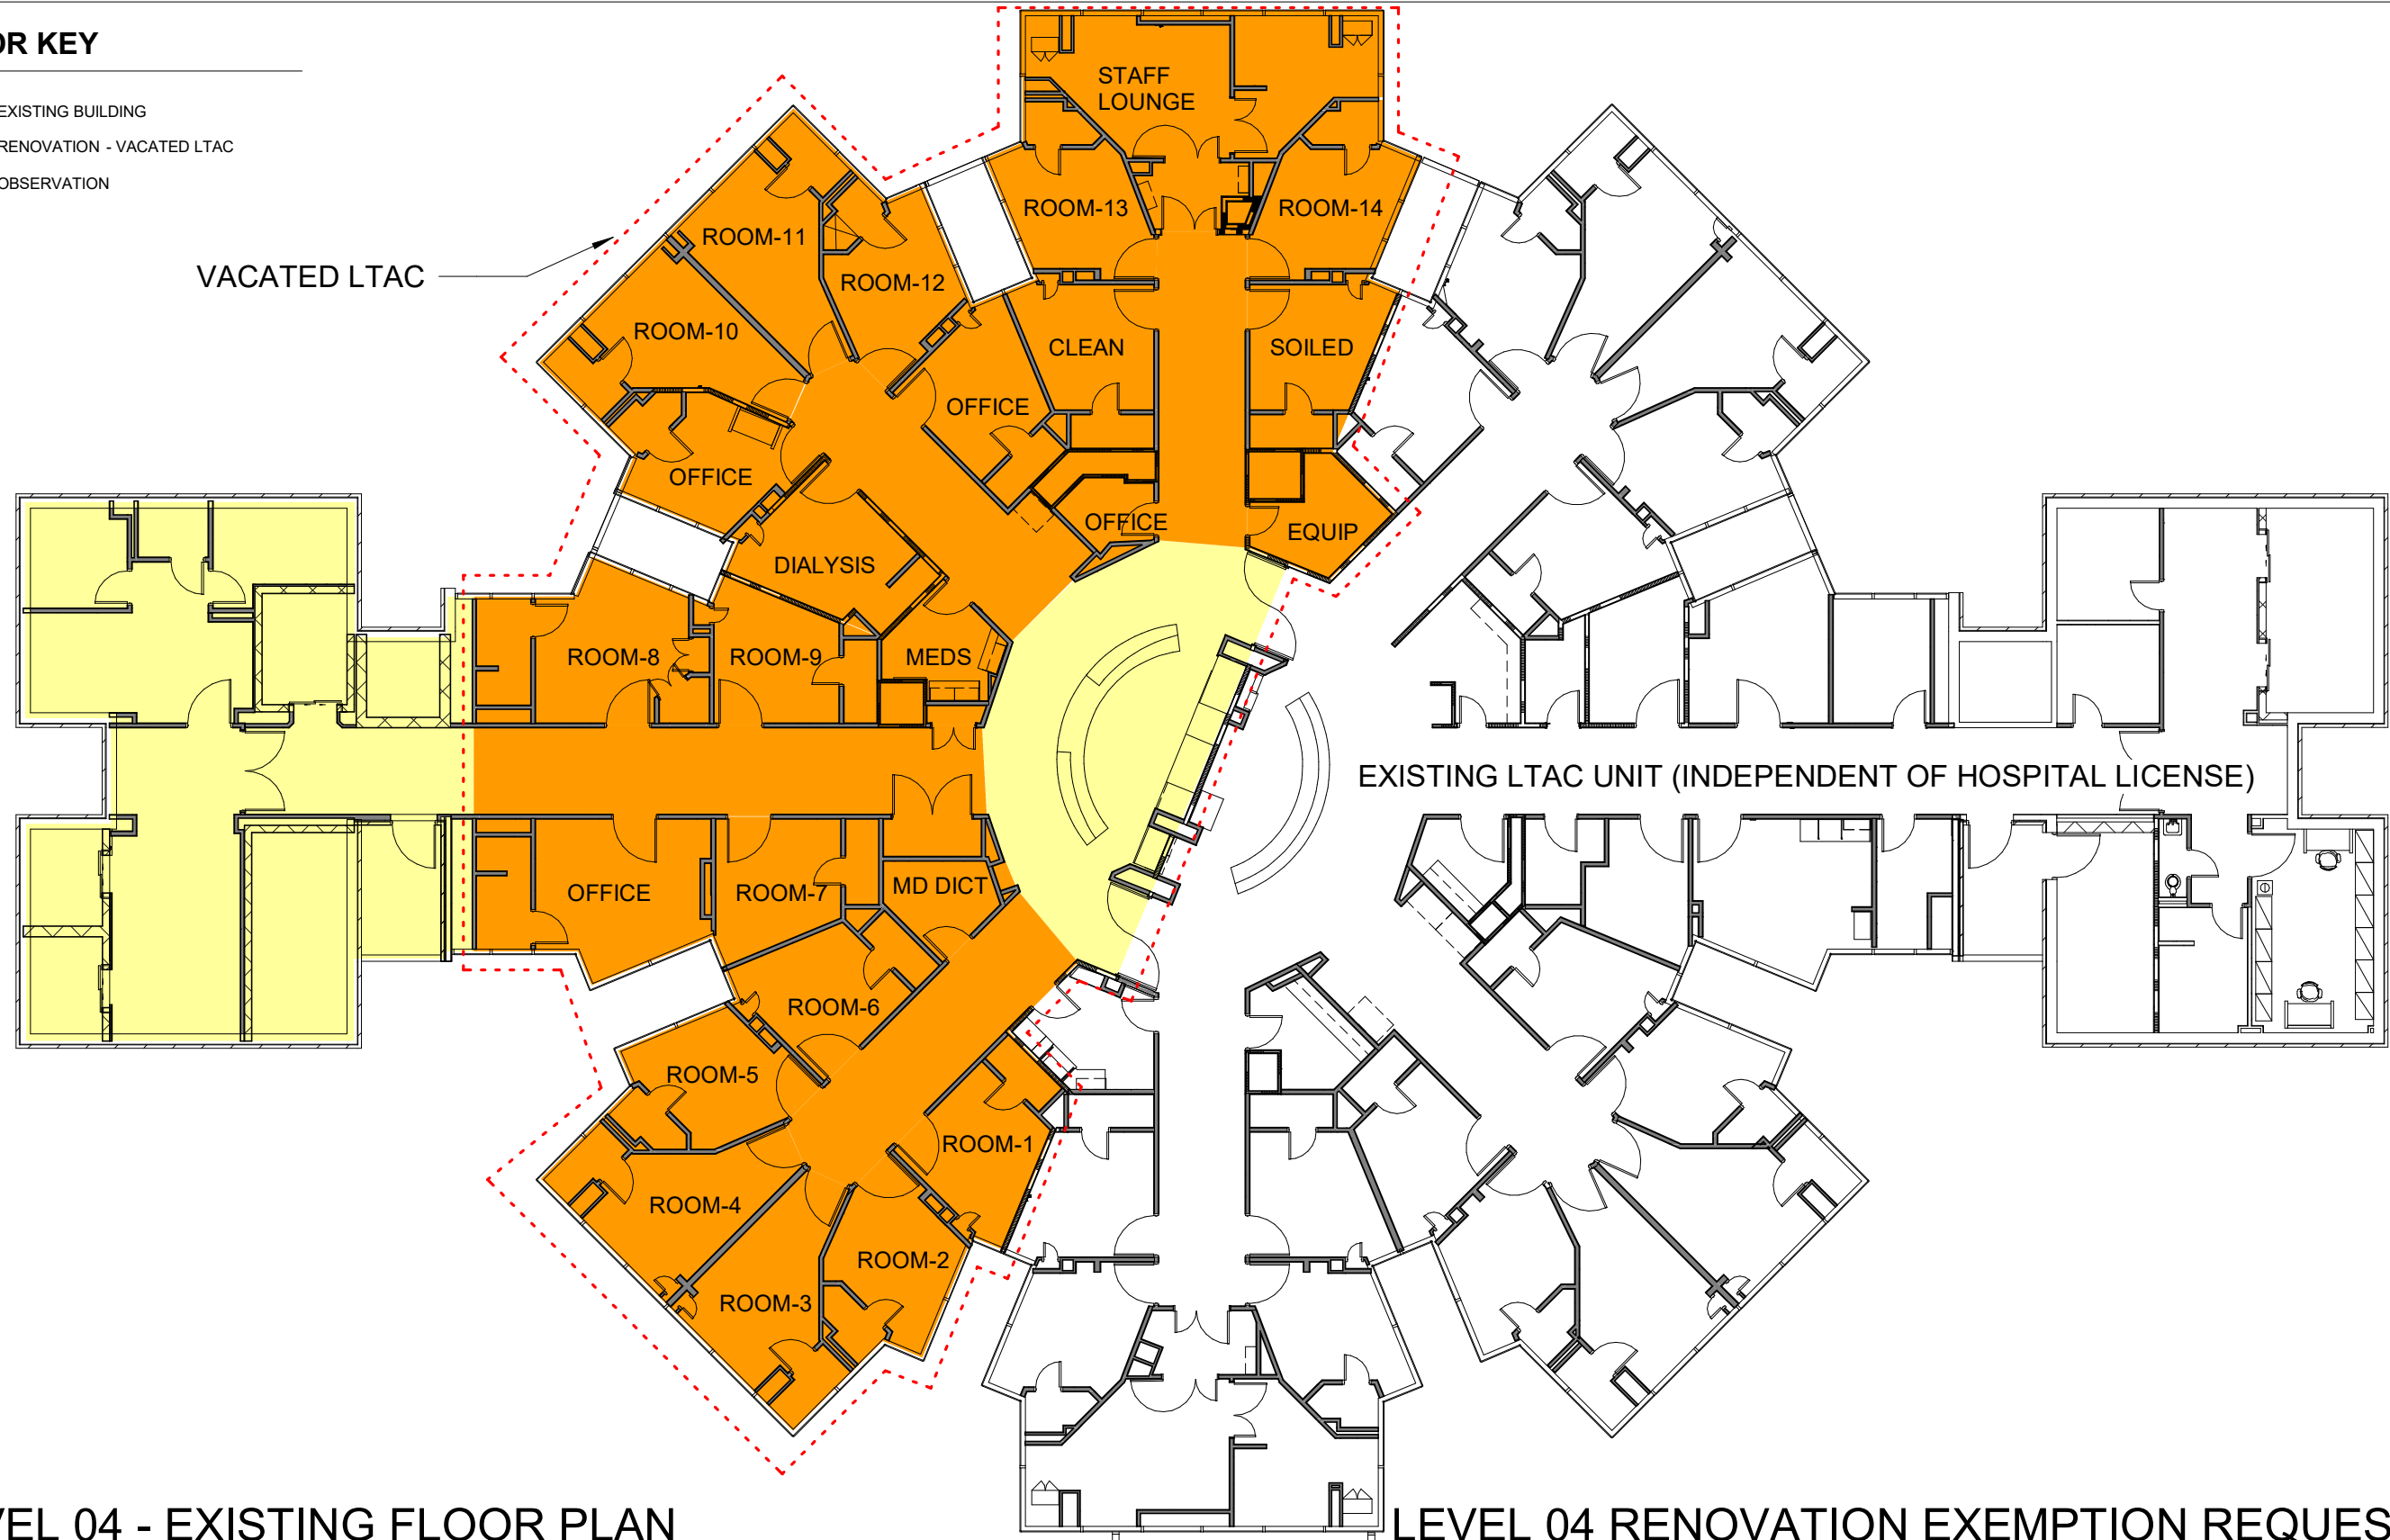 OR KEY
EXISTING BUILDING
RENOVATION - VACATED LTAC
OBSERVATION
VACATED LTAC
STAFF
LOUNGE
ROOM-13
ROOM-14
ROOM-11
ROOM-12
ROOM-10
CLEAN
SOILED
OFFICE
OFFICE
OFFICE
EQUIP
DIALYSIS
ROOM-8
ROOM-9
MEDS
EXISTING LTAC UNIT (INDEPENDENT OF HOSPITAL LICENSE)
OFFICE
ROOM-7
MD DICT
ROOM-6
ROOM-5
ROOM-1
ROOM-4
ROOM-2
ROOM-3
VEL 04 - EXISTING FLOOR PLAN
LEVEL 04 RENOVATION EXEMPTION REQUES